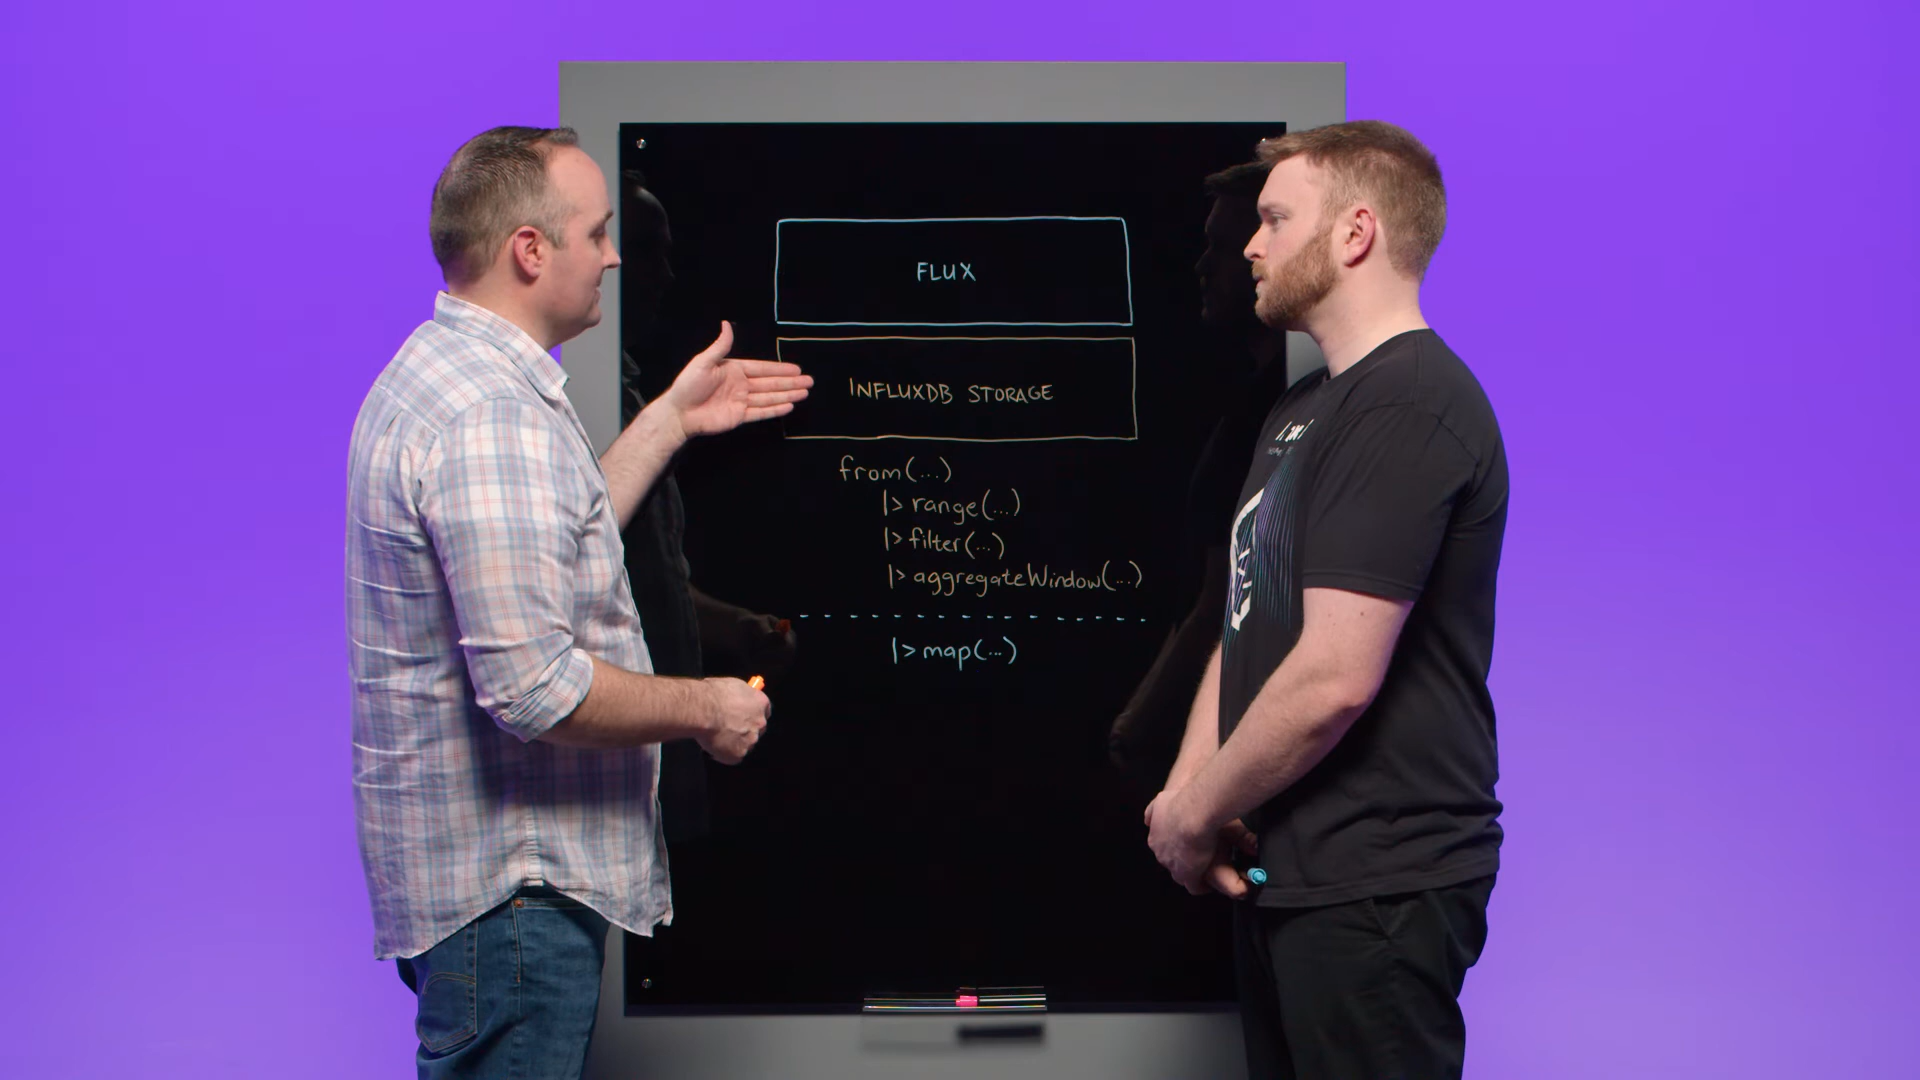 FLUX
INFLUXDB STORAGE
from(...)
|> range(...)
|> filter(...)
|> aggregateWindow(...)
|> map(...)